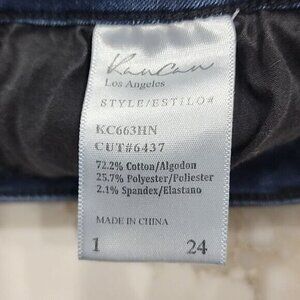 KanCan
Los Angeles
STYLE/ESTILO#
KC663HN
CUT#6437
72.2% Cotton/Algodon
25.7% Polyester/Poliester
2.1% Spandex/Elastano
MADE IN CHINA
1 24